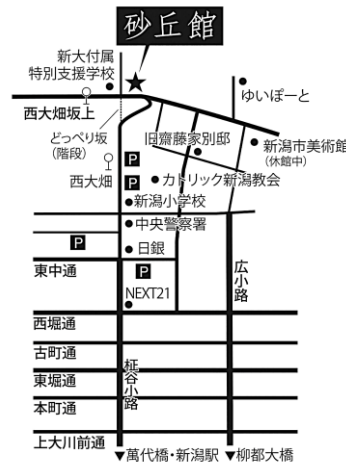 砂丘館
新大付属
特別支援学校
ゆいぽーと
西大畑坂上
どっぺり坂
(階段)
旧齋藤家別邸
新潟市美術館
(休館中)
P
西大畑
P
カトリック新潟教会
新潟小学校
中央警察署
P
日銀
東中通
P
広小路
NEXT21
西堀通
古町通
柾谷小路
東堀通
本町通
上大川前通
▼萬代橋・新潟駅
▼柳都大橋